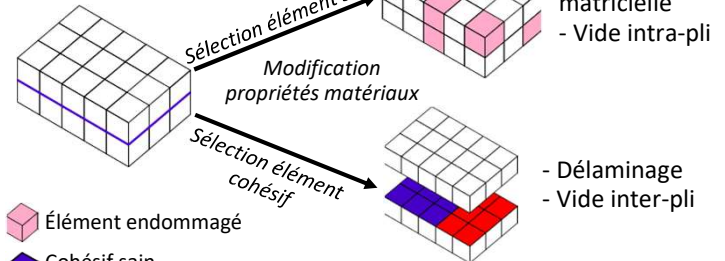 matricielle
- Vide intra-pli
Sélection élément
Modification
propriétés matériaux
Sélection élément
cohésif
- Délaminage
- Vide inter-pli
Élément endommagé
Cohésif sain